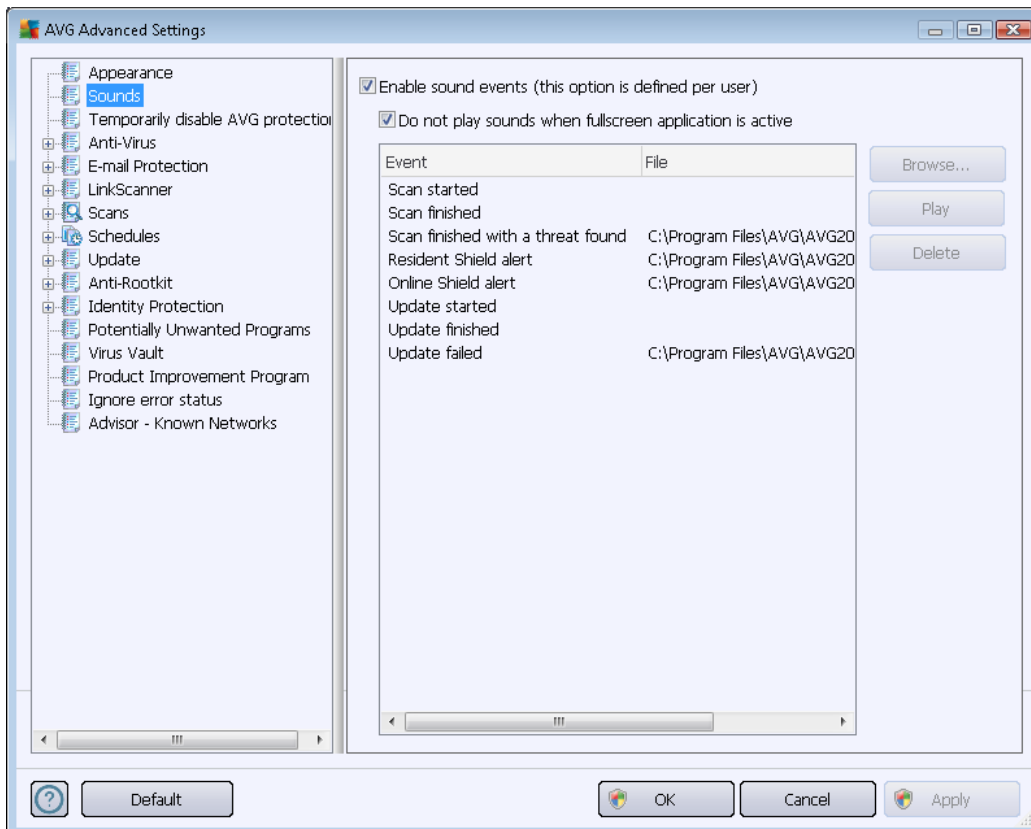 AVG Advanced Settings
Appearance
Sounds
Temporarily disable AVG protection
Anti-Virus
E-mail Protection
LinkScanner
Scans
Schedules
Update
Anti-Rootkit
Identity Protection
Potentially Unwanted Programs
Virus Vault
Product Improvement Program
Ignore error status
Advisor - Known Networks
Enable sound events (this option is defined per user)
Do not play sounds when fullscreen application is active
Event File
Scan started
Scan finished
Scan finished with a threat found C:\Program Files\AVG\AVG20
Resident Shield alert C:\Program Files\AVG\AVG20
Online Shield alert C:\Program Files\AVG\AVG20
Update started
Update finished
Update failed C:\Program Files\AVG\AVG20
Browse...
Play
Delete
Default
OK
Cancel
Apply